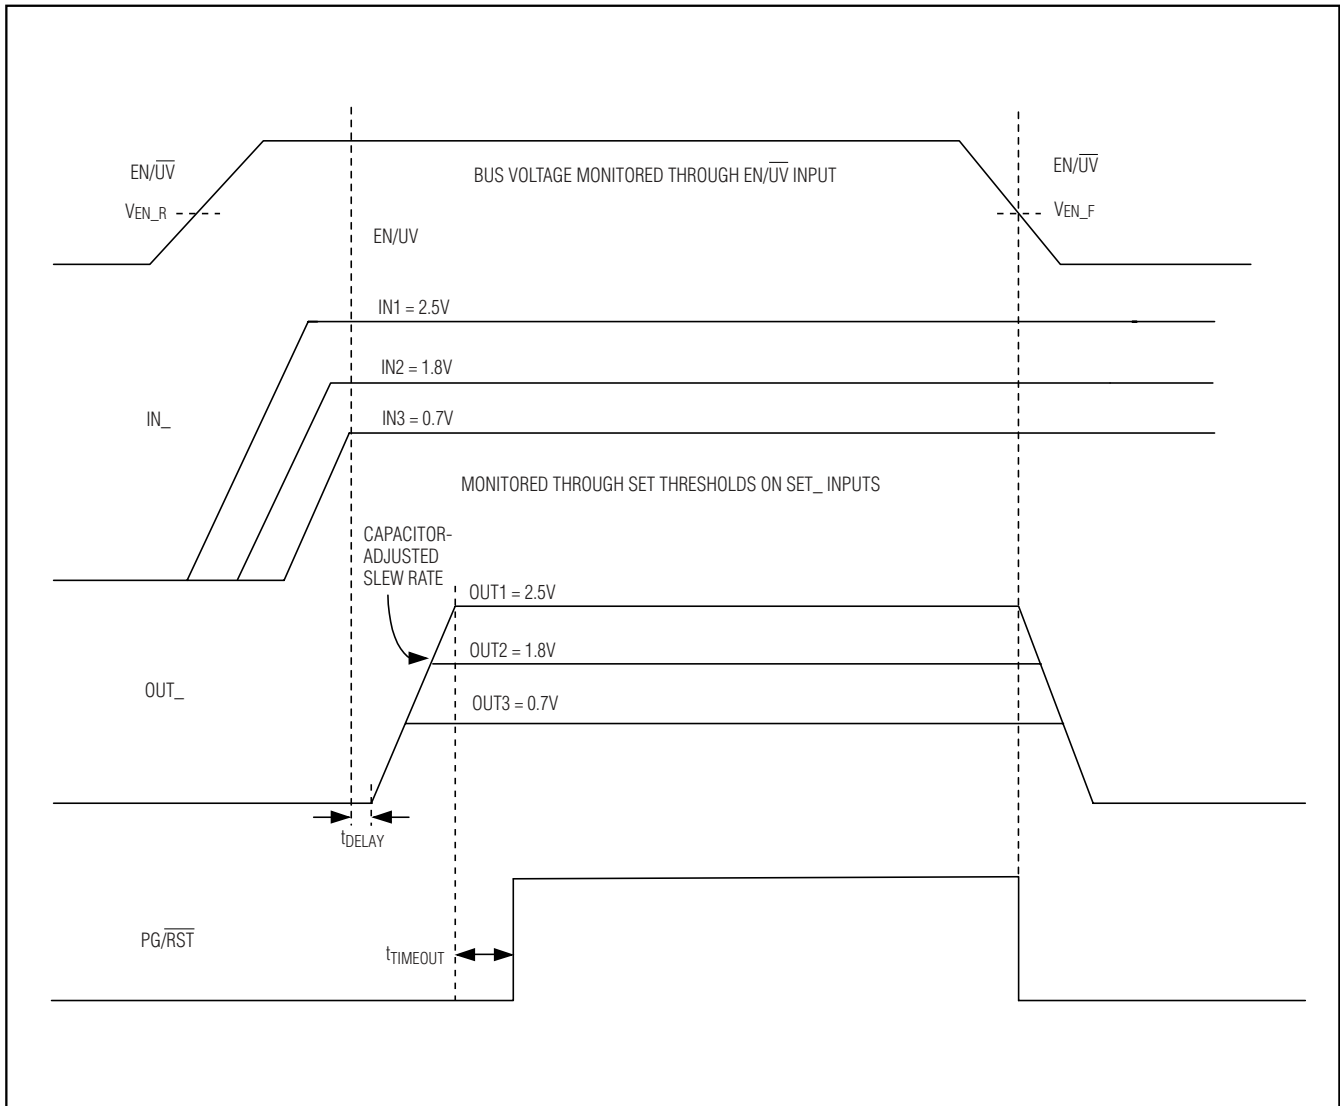 EN/UV
BUS VOLTAGE MONITORED THROUGH EN/UV INPUT
EN/UV
VEN_R
VEN_F
EN/UV
IN1 = 2.5V
IN2 = 1.8V
IN_
IN3 = 0.7V
MONITORED THROUGH SET THRESHOLDS ON SET_ INPUTS
CAPACITOR-
ADJUSTED
SLEW RATE
OUT1 = 2.5V
OUT2 = 1.8V
OUT_
OUT3 = 0.7V
tDELAY
PG/RST
tTIMEOUT